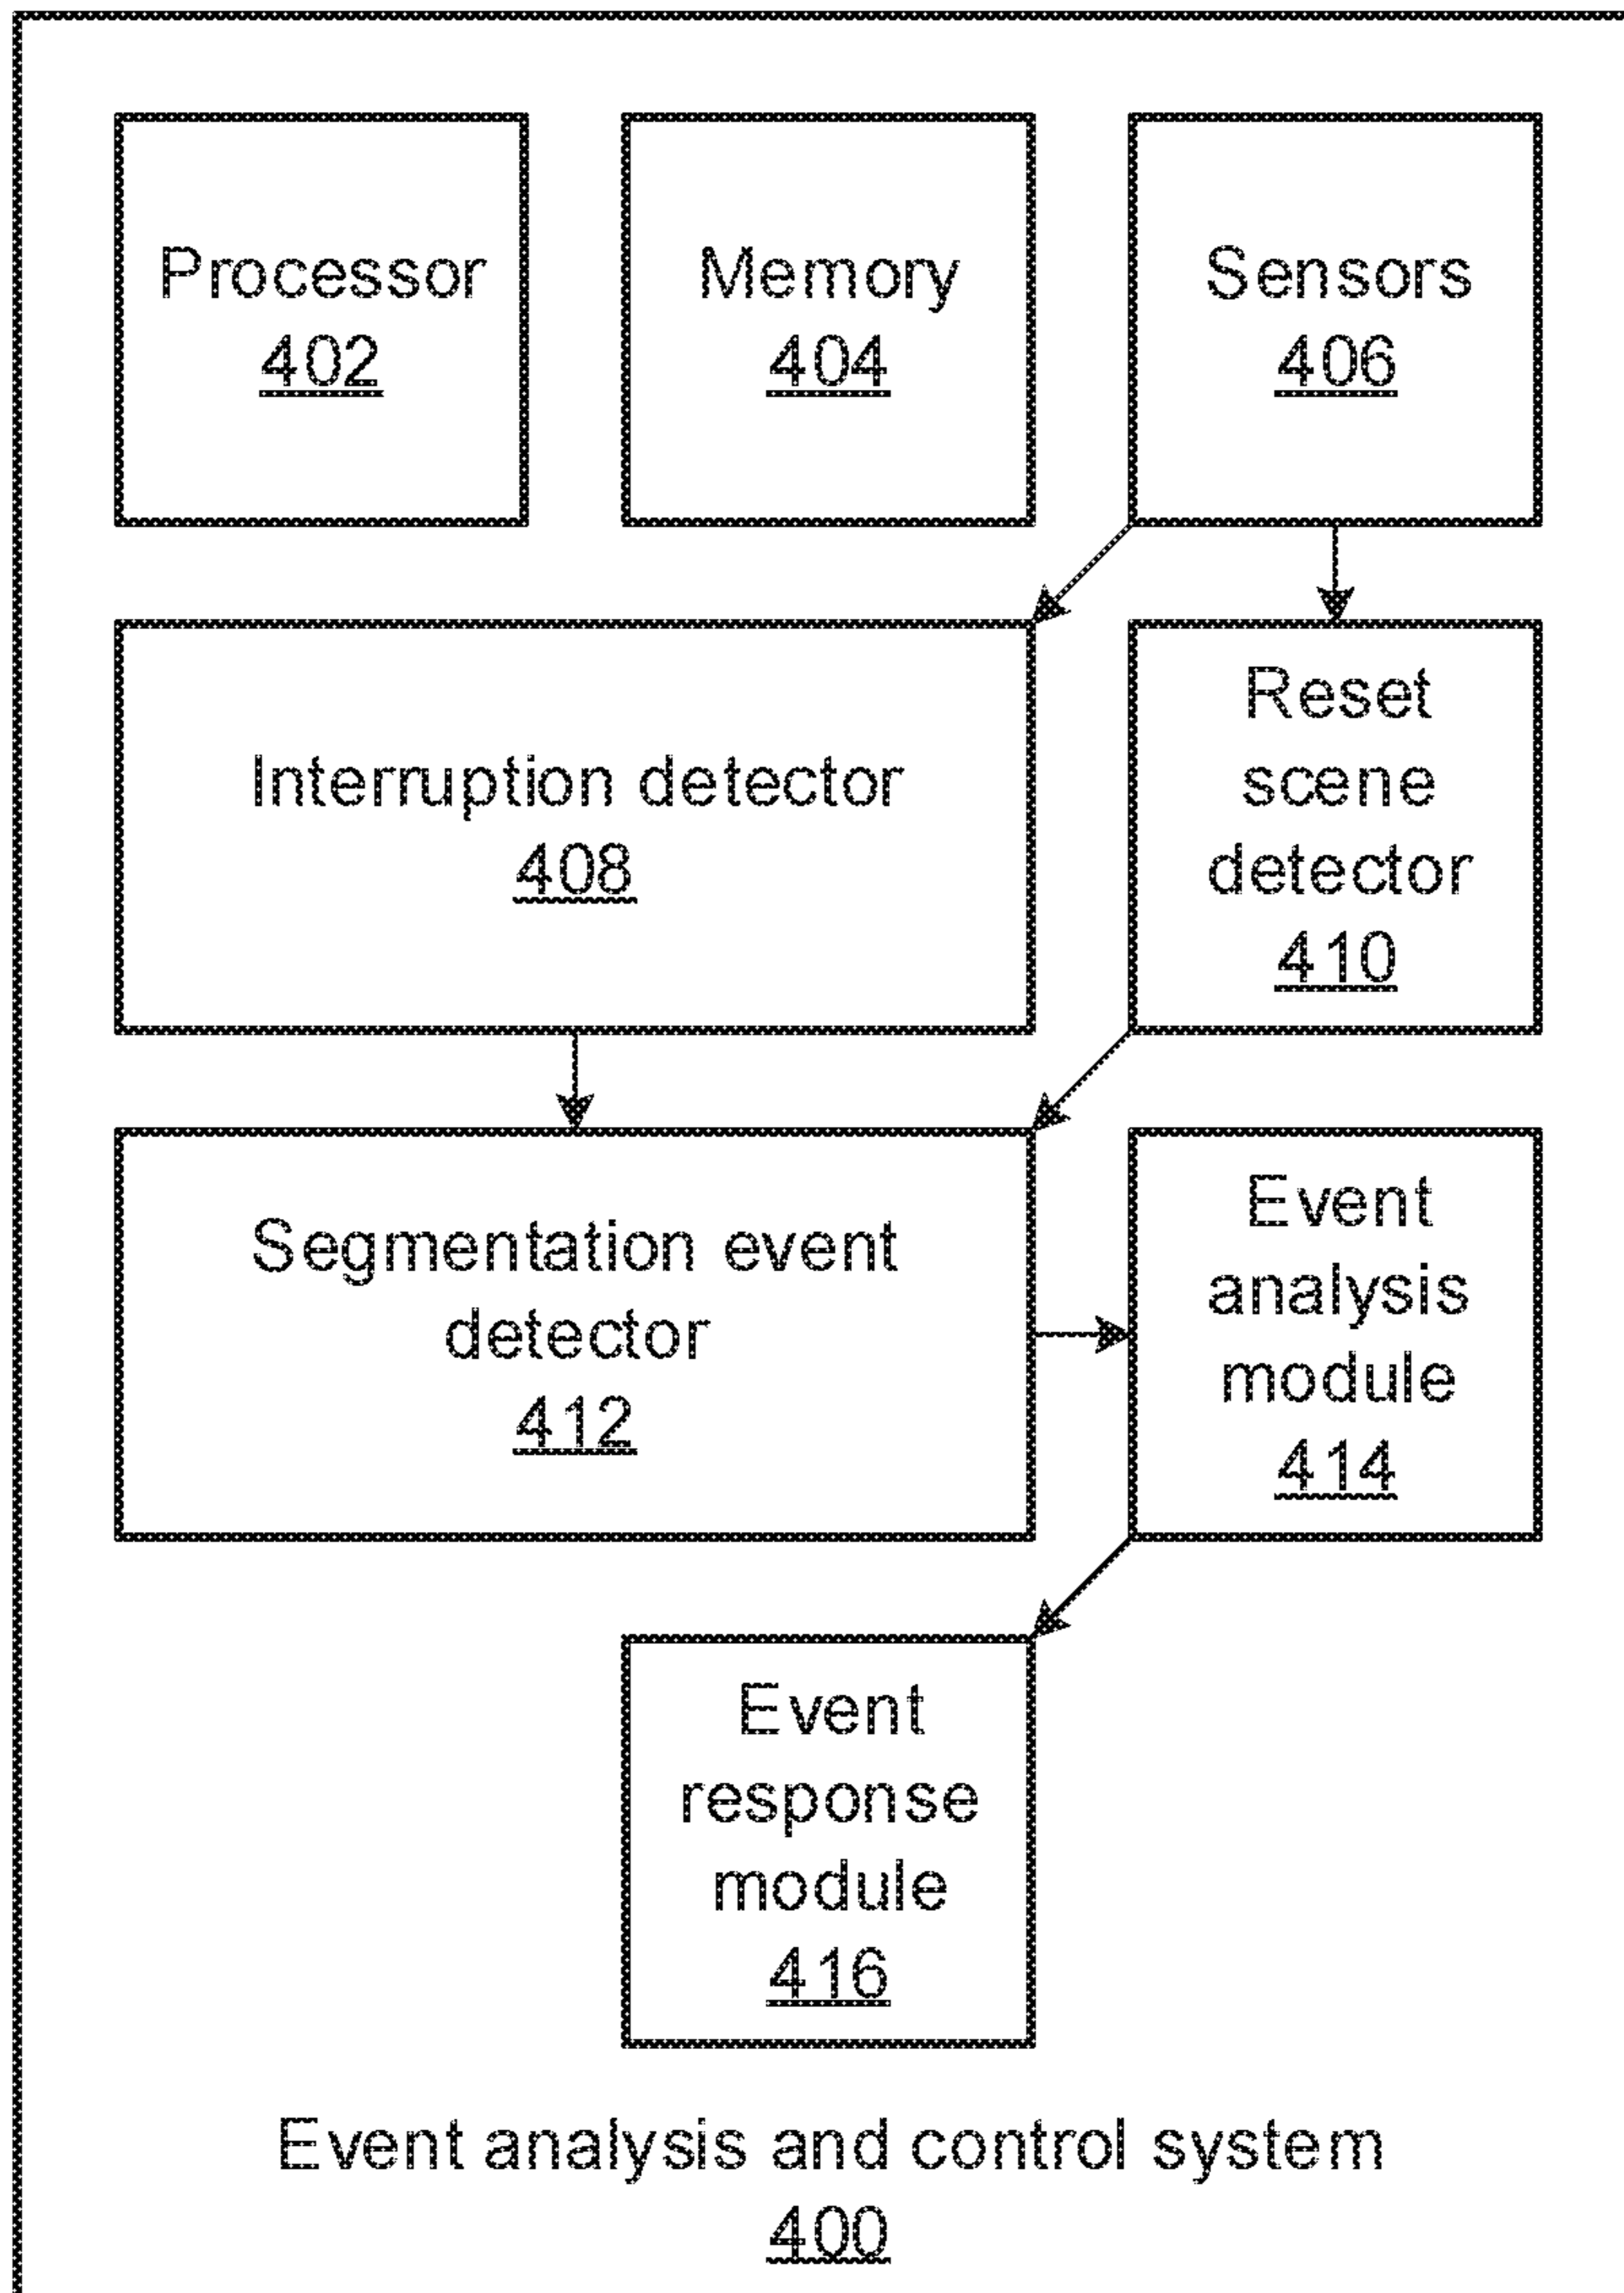 Processor
402
Memory
404
Sensors
406
Interruption detector
408
Reset
scene
detector
410
Segmentation event
detector
412
Event
analysis
module
414
Event
response
module
416
Event analysis and control system
400